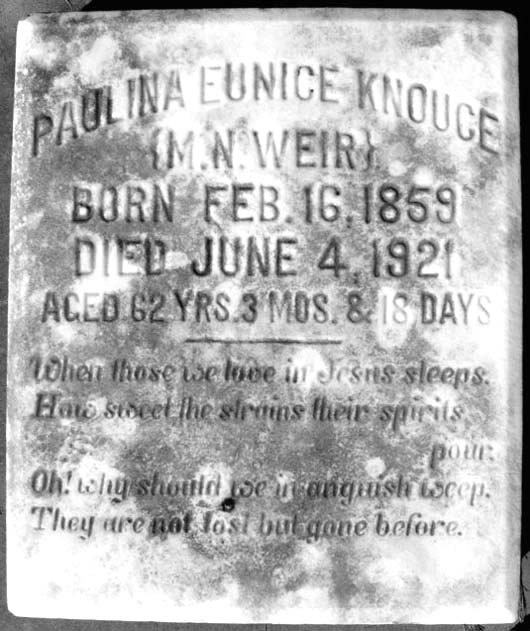 PAULINA EUNICE KNOUCE
{M.N. WEIR}
BORN FEB. 16, 1859
DIED JUNE 4, 1921
AGED 62 YRS. 3 MOS. & 18 DAYS
When those we love in Jesus sleeps.
How sweet the strains their spirits
pour;
Oh! why should we in anguish weep.
They are not lost but gone before.